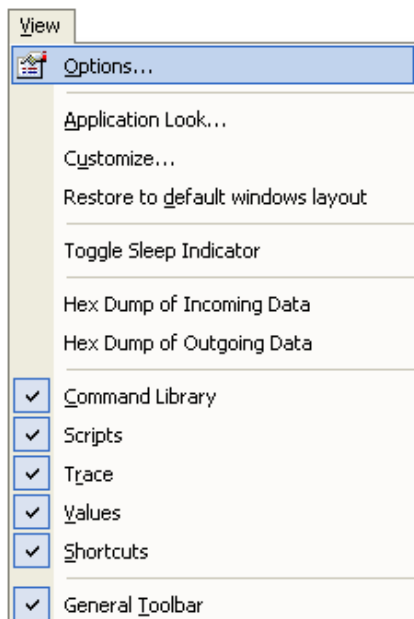 View
Options...
Application Look...
Customize...
Restore to default windows layout
Toggle Sleep Indicator
Hex Dump of Incoming Data
Hex Dump of Outgoing Data
Command Library
Scripts
Trace
Values
Shortcuts
General Toolbar